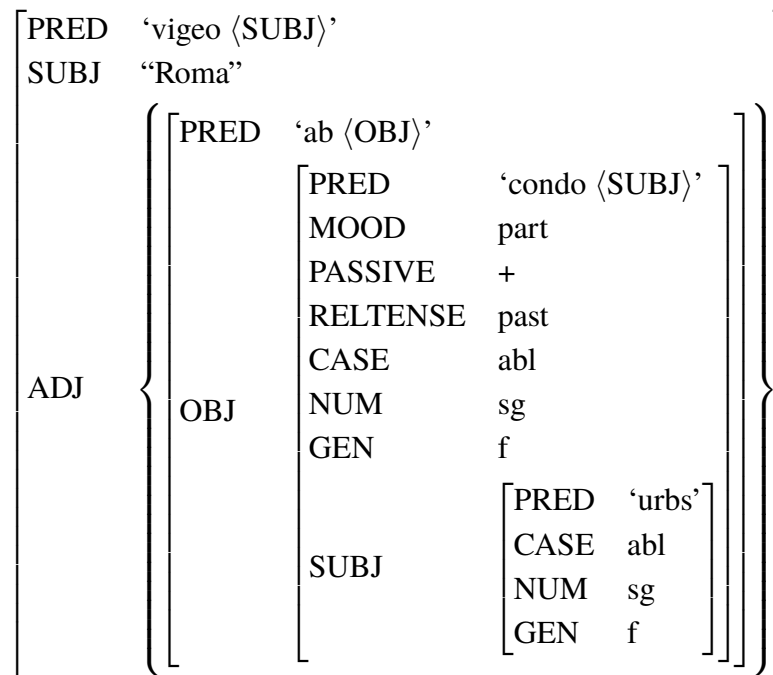 PRED ‘vigeo ⟨SUBJ⟩’
SUBJ “Roma”
PRED ‘ab ⟨OBJ⟩’
PRED ‘condo ⟨SUBJ⟩’
MOOD part
PASSIVE +
RELTENSE past
CASE abl
ADJ OBJ NUM sg
GEN f
PRED ‘urbs’
CASE abl
SUBJ
NUM sg
GEN f